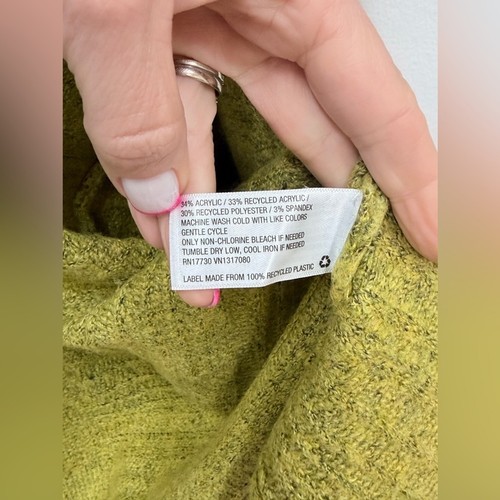 34% ACRYLIC / 33% RECYCLED ACRYLIC /
30% RECYCLED POLYESTER / 3% SPANDEX
MACHINE WASH COLD WITH LIKE COLORS
GENTLE CYCLE
ONLY NON-CHLORINE BLEACH IF NEEDED
TUMBLE DRY LOW, COOL IRON IF NEEDED
RN17730 VN1317080
LABEL MADE FROM 100% RECYCLED PLASTIC